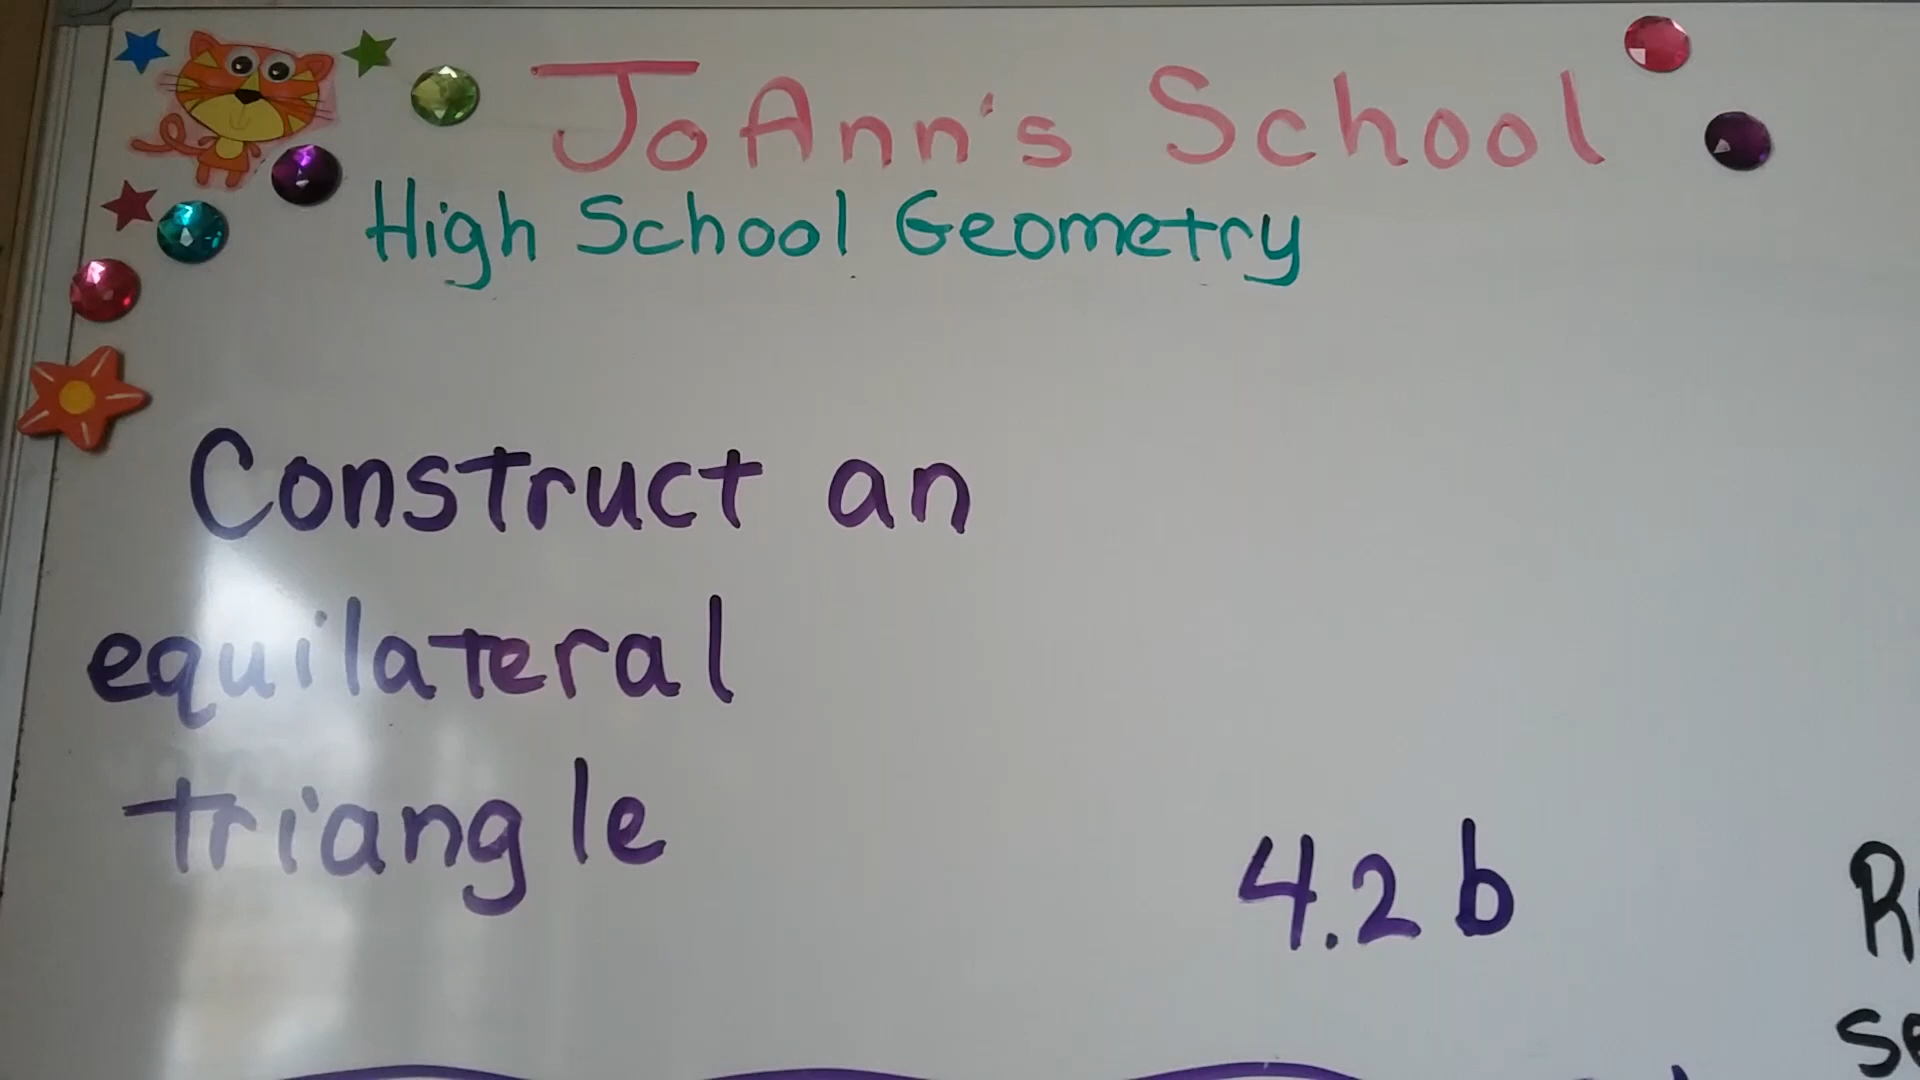 JoAnn's School
High School Geometry
Construct an
equilateral
triangle
4.2b